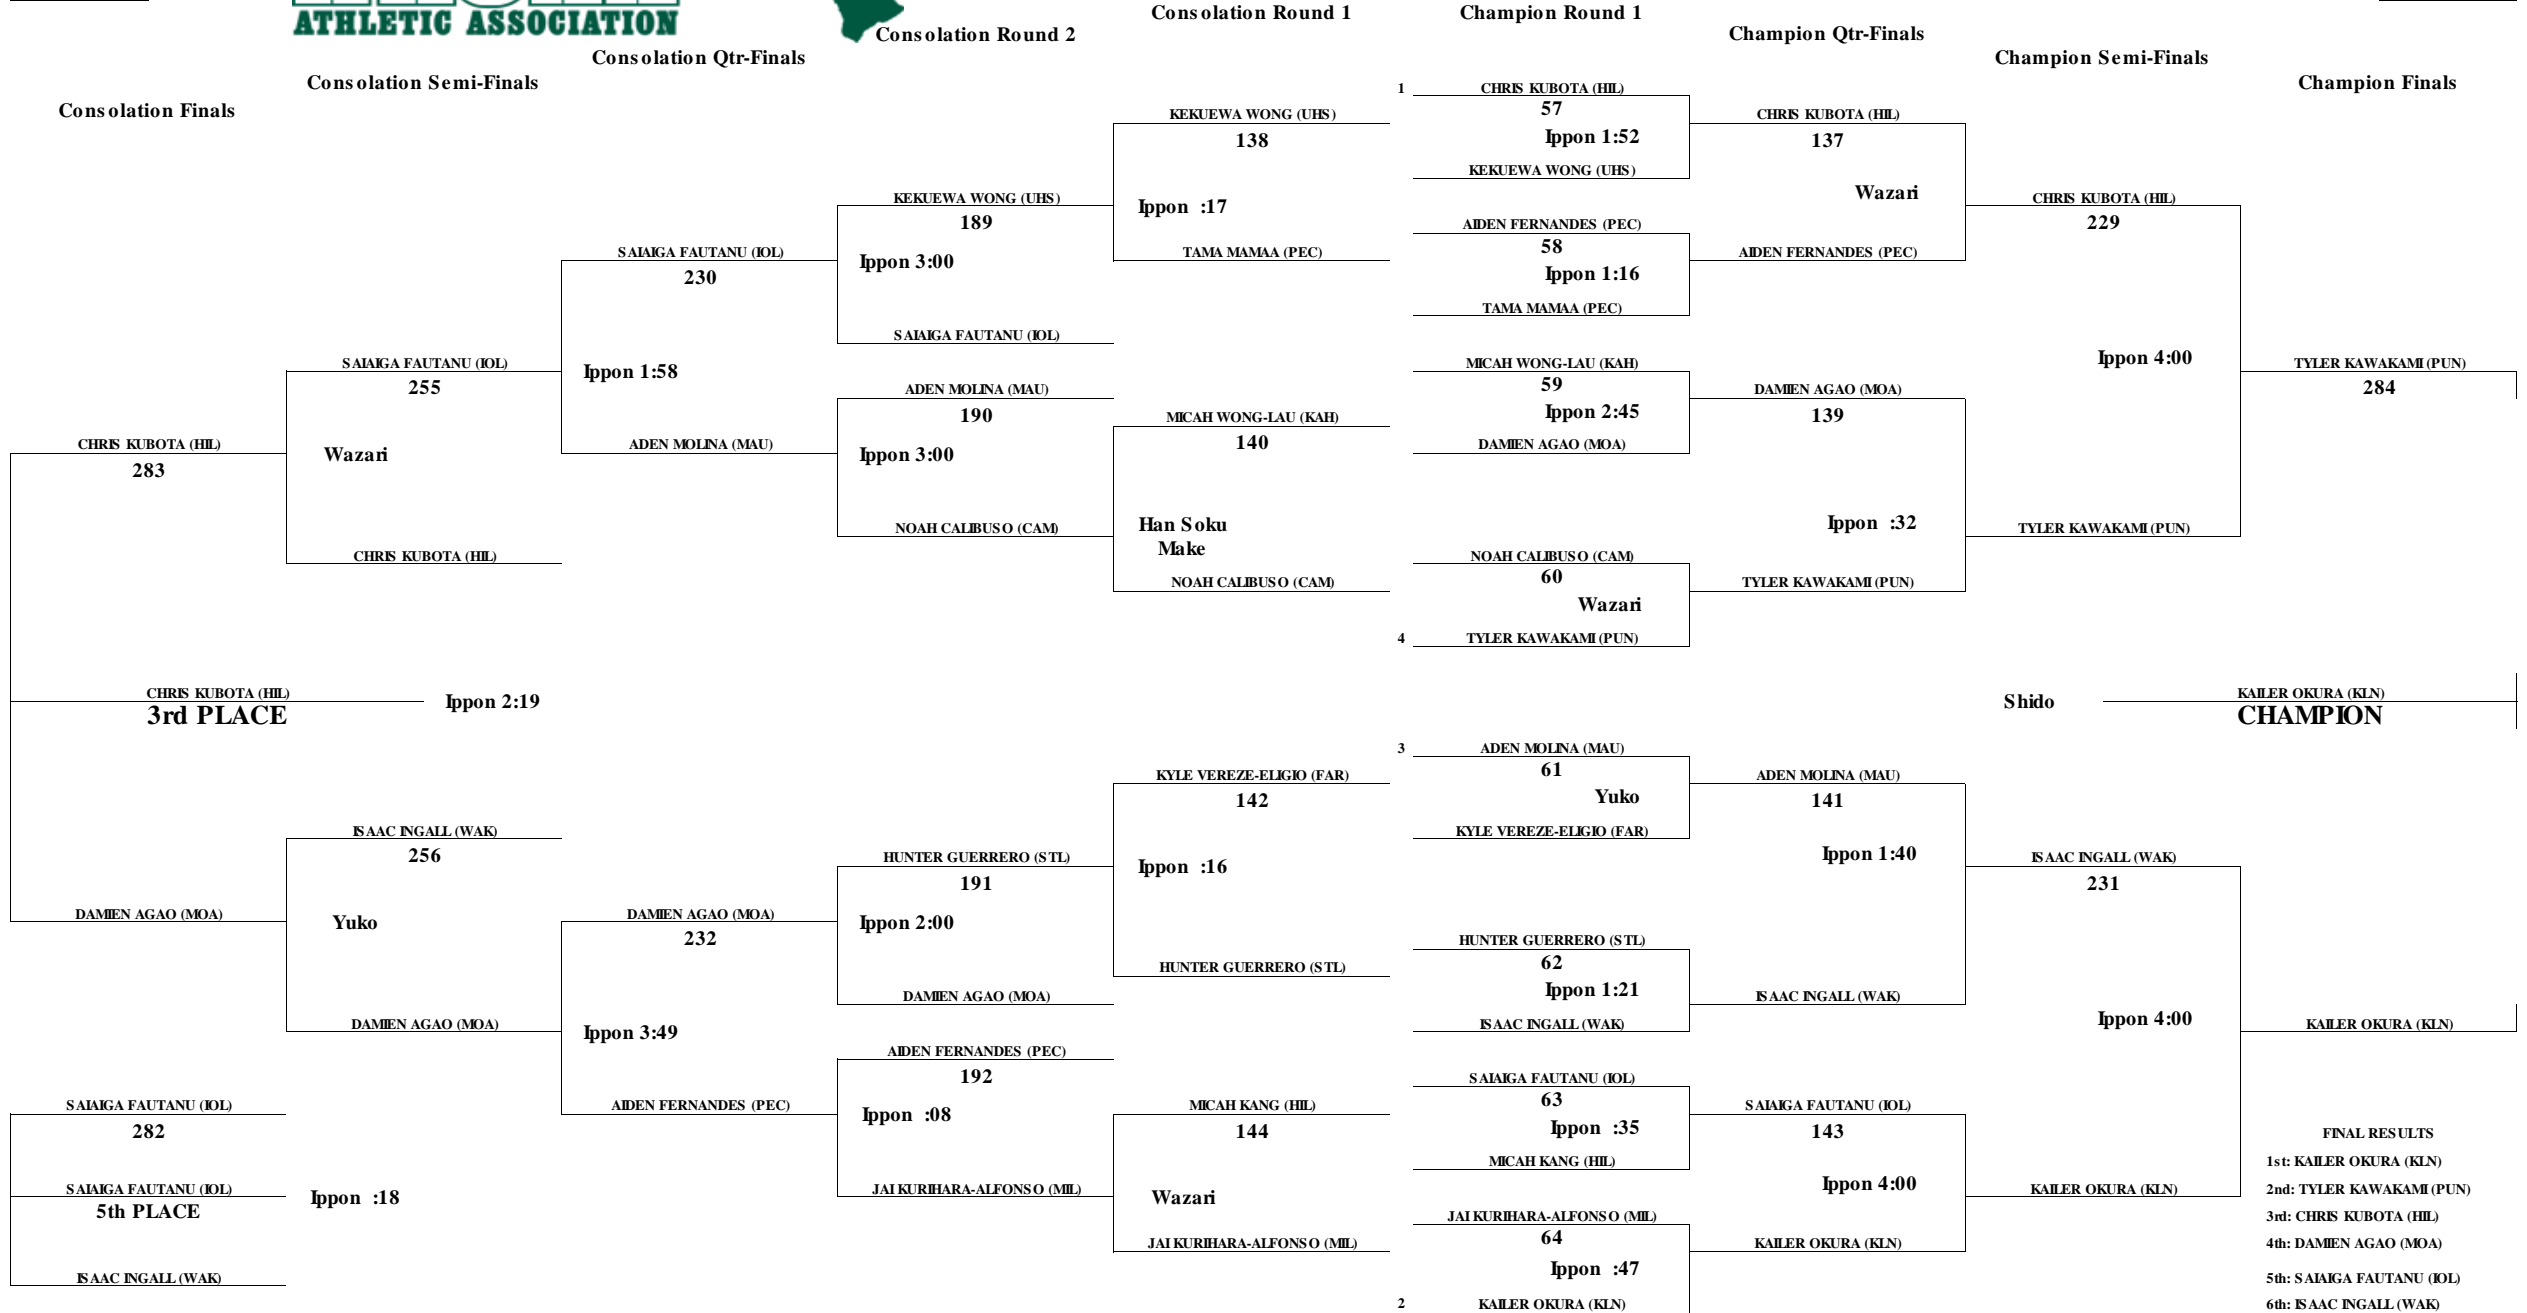 ATHLETIC ASSOCIATION
Consolation Round 1
Champion Round 1
Consolation Round 2
Champion Qtr-Finals
Consolation Qtr-Finals
Champion Semi-Finals
Consolation Semi-Finals
Champion Finals
Consolation Finals
CHRIS KUBOTA (HIL)
283
CHRIS KUBOTA (HIL)
3rd PLACE
Ippon 2:19
DAMIEN AGAO (MOA)
SAIAIGA FAUTANU (IOL)
282
SAIAIGA FAUTANU (IOL)
5th PLACE
Ippon :18
ISAAC INGALL (WAK)
SAIAIGA FAUTANU (IOL)
255
Wazari
CHRIS KUBOTA (HIL)
ISAAC INGALL (WAK)
256
Yuko
DAMIEN AGAO (MOA)
SAIAIGA FAUTANU (IOL)
230
Ippon 1:58
ADEN MOLINA (MAU)
DAMIEN AGAO (MOA)
232
Ippon 3:49
AIDEN FERNANDES (PEC)
KEKUEWA WONG (UHS)
189
Ippon 3:00
SAIAIGA FAUTANU (IOL)
ADEN MOLINA (MAU)
190
Ippon 3:00
NOAH CALIBUSO (CAM)
HUNTER GUERRERO (STL)
191
Ippon 2:00
DAMIEN AGAO (MOA)
AIDEN FERNANDES (PEC)
192
Ippon :08
JAI KURIHARA-ALFONSO (MIL)
KEKUEWA WONG (UHS)
138
Ippon :17
TAMA MAMAA (PEC)
MICAH WONG-LAU (KAH)
140
Han Soku
Make
NOAH CALIBUSO (CAM)
KYLE VEREZE-ELIGIO (FAR)
142
Ippon :16
HUNTER GUERRERO (STL)
MICAH KANG (HIL)
144
Wazari
JAI KURIHARA-ALFONSO (MIL)
1
CHRIS KUBOTA (HIL)
57
Ippon 1:52
KEKUEWA WONG (UHS)
AIDEN FERNANDES (PEC)
58
Ippon 1:16
TAMA MAMAA (PEC)
MICAH WONG-LAU (KAH)
59
Ippon 2:45
DAMIEN AGAO (MOA)
NOAH CALIBUSO (CAM)
60
Wazari
4
TYLER KAWAKAMI (PUN)
3
ADEN MOLINA (MAU)
61
Yuko
KYLE VEREZE-ELIGIO (FAR)
HUNTER GUERRERO (STL)
62
Ippon 1:21
ISAAC INGALL (WAK)
SAIAIGA FAUTANU (IOL)
63
Ippon :35
MICAH KANG (HIL)
JAI KURIHARA-ALFONSO (MIL)
64
Ippon :47
2
KAILER OKURA (KLN)
CHRIS KUBOTA (HIL)
137
Wazari
AIDEN FERNANDES (PEC)
DAMIEN AGAO (MOA)
139
Ippon :32
TYLER KAWAKAMI (PUN)
ADEN MOLINA (MAU)
141
Ippon 1:40
ISAAC INGALL (WAK)
SAIAIGA FAUTANU (IOL)
143
Ippon 4:00
KAILER OKURA (KLN)
CHRIS KUBOTA (HIL)
229
Ippon 4:00
TYLER KAWAKAMI (PUN)
ISAAC INGALL (WAK)
231
Ippon 4:00
KAILER OKURA (KLN)
TYLER KAWAKAMI (PUN)
284
Shido
KAILER OKURA (KLN)
CHAMPION
KAILER OKURA (KLN)
FINAL RESULTS
1st: KAILER OKURA (KLN)
2nd: TYLER KAWAKAMI (PUN)
3rd: CHRIS KUBOTA (HIL)
4th: DAMIEN AGAO (MOA)
5th: SAIAIGA FAUTANU (IOL)
6th: ISAAC INGALL (WAK)